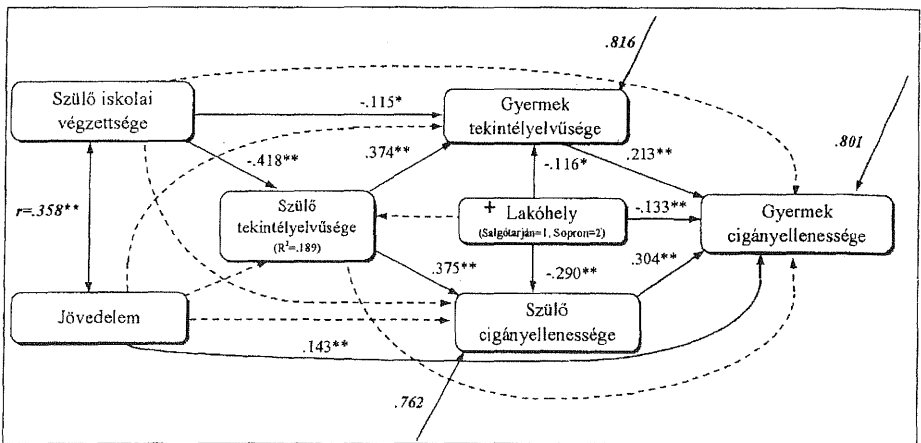 .816
Szülő iskolai
végzettsége
-.115*
Gyermek
tekintélyelvűsége
.801
-.418**
.374**
-.116*
.213**
r=.358**
Szülő
tekintélyelvűsége
(R²=.189)
+ Lakóhely
(Salgótarján=1, Sopron=2)
-.133**
Gyermek
cigányellenessége
.375**
-.290**
.304**
Jövedelem
Szülő
cigányellenessége
.143**
.762